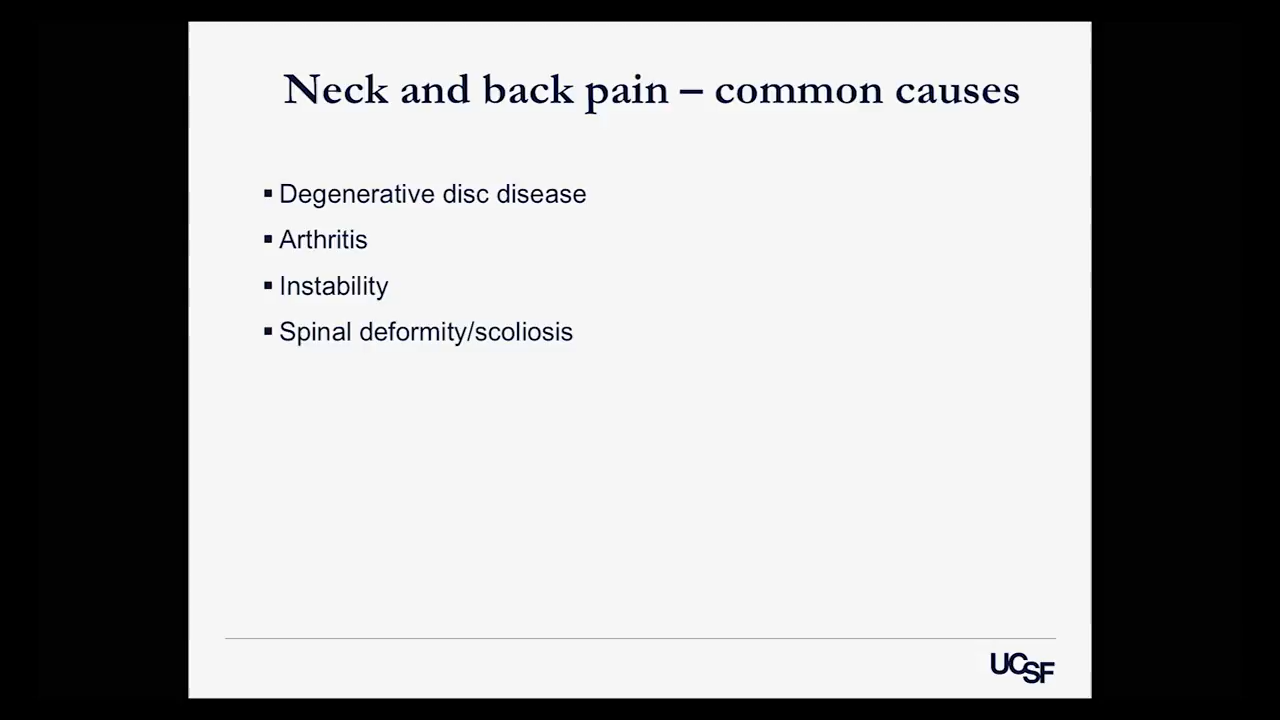 Neck and back pain – common causes
▪ Degenerative disc disease
▪ Arthritis
▪ Instability
▪ Spinal deformity/scoliosis
UCSF